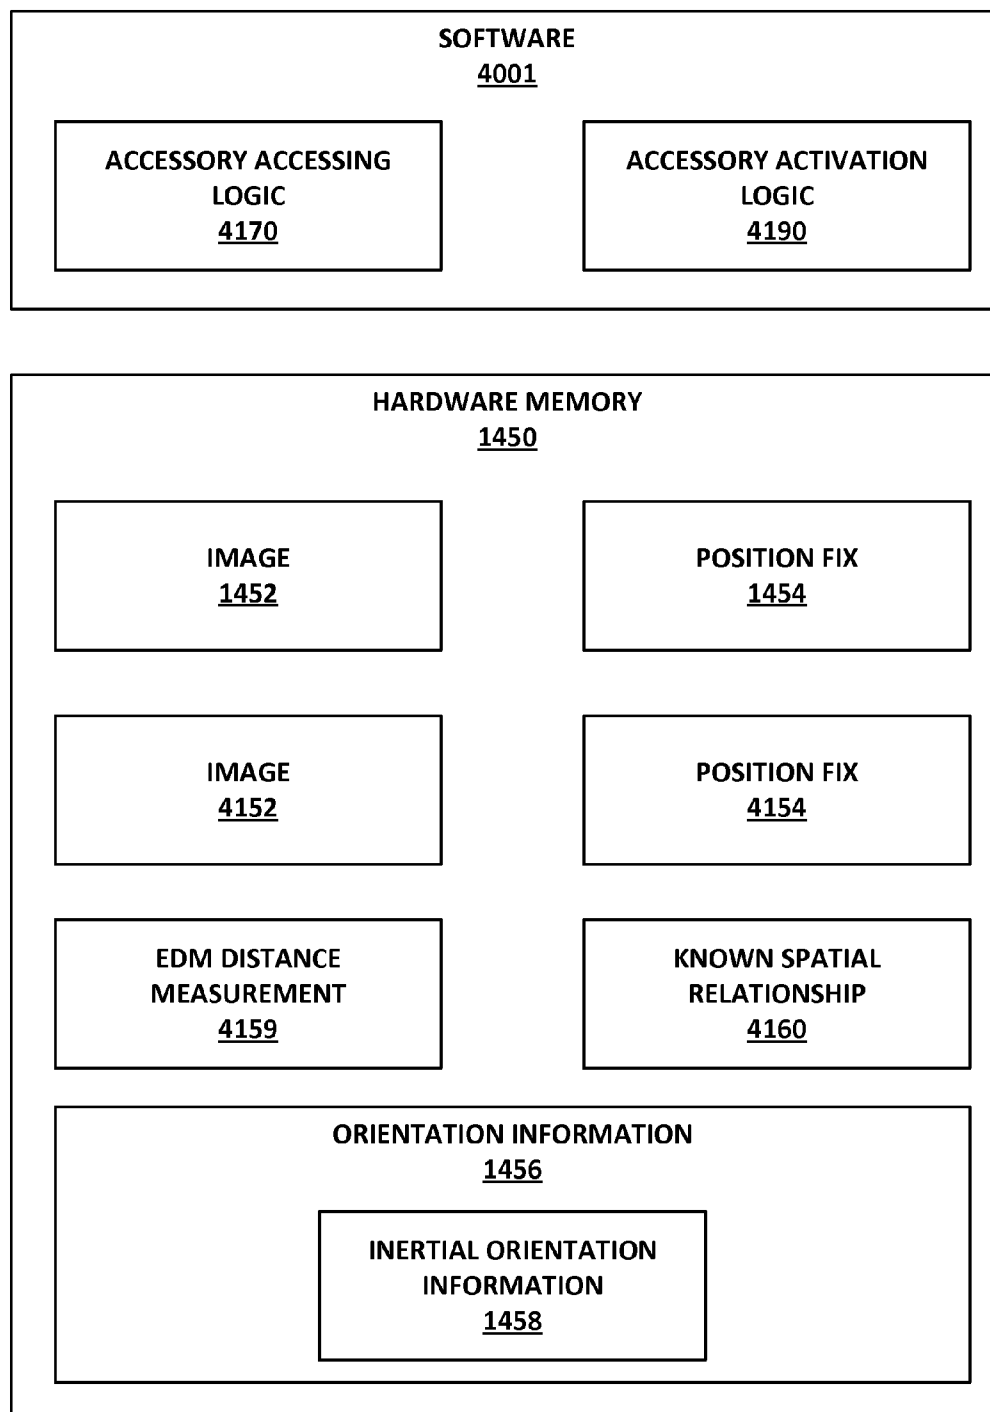 SOFTWARE
4001
ACCESSORY ACCESSING
LOGIC
4170
ACCESSORY ACTIVATION
LOGIC
4190
HARDWARE MEMORY
1450
IMAGE
1452
POSITION FIX
1454
IMAGE
4152
POSITION FIX
4154
EDM DISTANCE
MEASUREMENT
4159
KNOWN SPATIAL
RELATIONSHIP
4160
ORIENTATION INFORMATION
1456
INERTIAL ORIENTATION
INFORMATION
1458